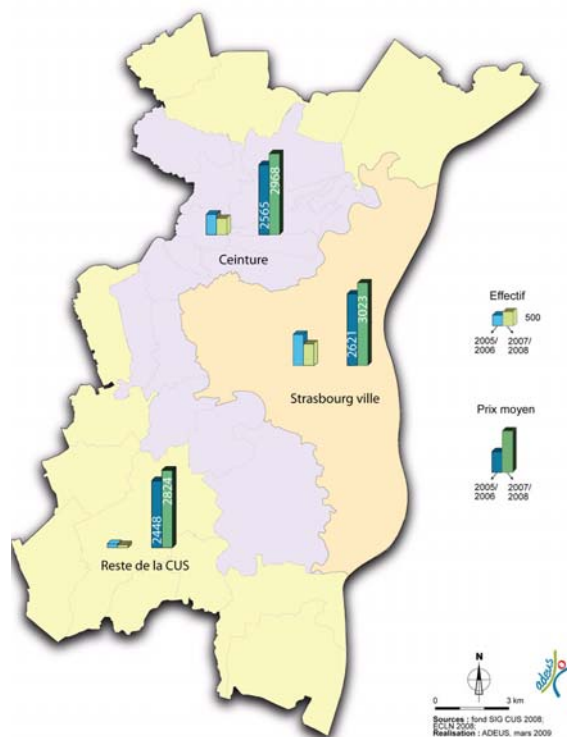 2565
2968
Ceinture
2621
3023
Strasbourg ville
2448
2824
Reste de la CUS
Effectif
500
2005/
2006
2007/
2008
Prix moyen
2005/
2006
2007/
2008
N
0 3 km
adeus
Sources : fond SIG CUS 2008;
ECLN 2008;
Réalisation : ADEUS, mars 2009